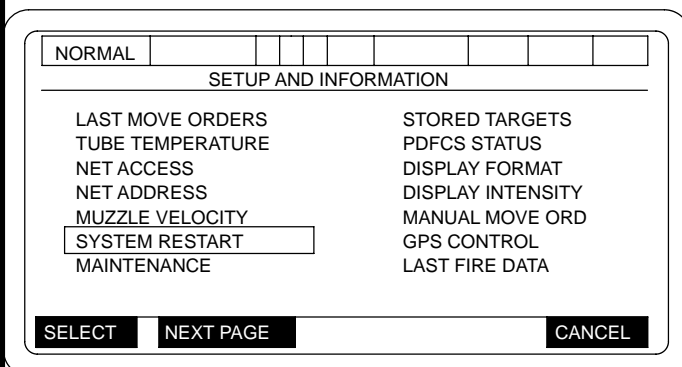 NORMAL
SETUP AND INFORMATION
LAST MOVE ORDERS
TUBE TEMPERATURE
NET ACCESS
NET ADDRESS
MUZZLE VELOCITY
SYSTEM RESTART
MAINTENANCE
STORED TARGETS
PDFCS STATUS
DISPLAY FORMAT
DISPLAY INTENSITY
MANUAL MOVE ORD
GPS CONTROL
LAST FIRE DATA
SELECT NEXT PAGE CANCEL